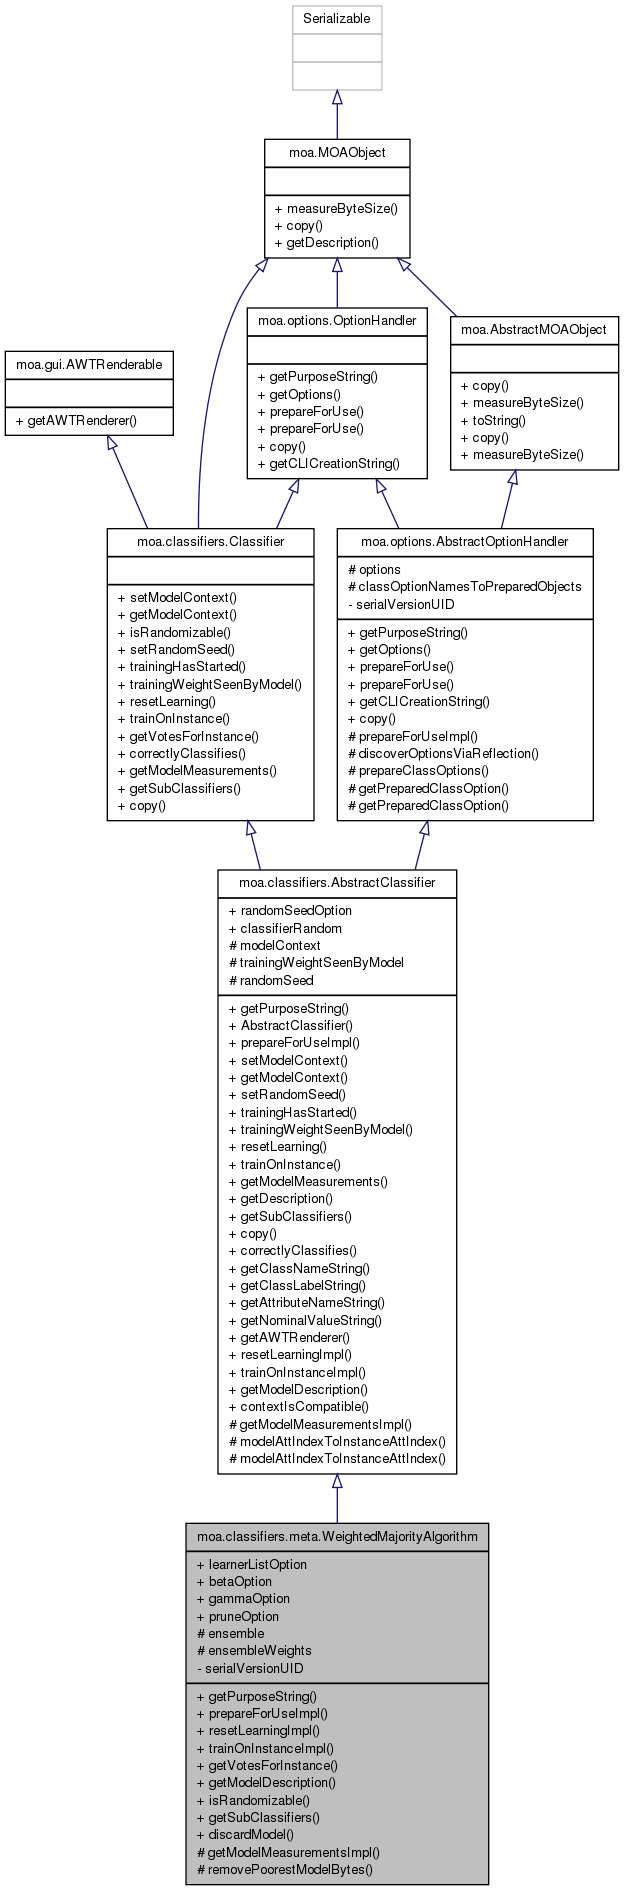 Serializable
moa.MOAObject
+ measureByteSize()
+ copy()
+ getDescription()
moa.gui.AWTRenderable
+ getAWTRenderer()
moa.options.OptionHandler
+ getPurposeString()
+ getOptions()
+ prepareForUse()
+ prepareForUse()
+ copy()
+ getCLICreationString()
moa.AbstractMOAObject
+ copy()
+ measureByteSize()
+ toString()
+ copy()
+ measureByteSize()
moa.classifiers.Classifier
+ setModelContext()
+ getModelContext()
+ isRandomizable()
+ setRandomSeed()
+ trainingHasStarted()
+ trainingWeightSeenByModel()
+ resetLearning()
+ trainOnInstance()
+ getVotesForInstance()
+ correctlyClassifies()
+ getModelMeasurements()
+ getSubClassifiers()
+ copy()
moa.options.AbstractOptionHandler
# options
# classOptionNamesToPreparedObjects
- serialVersionUID
+ getPurposeString()
+ getOptions()
+ prepareForUse()
+ prepareForUse()
+ getCLICreationString()
+ copy()
# prepareForUseImpl()
# discoverOptionsViaReflection()
# prepareClassOptions()
# getPreparedClassOption()
# getPreparedClassOption()
moa.classifiers.AbstractClassifier
+ randomSeedOption
+ classifierRandom
# modelContext
# trainingWeightSeenByModel
# randomSeed
+ getPurposeString()
+ AbstractClassifier()
+ prepareForUseImpl()
+ setModelContext()
+ getModelContext()
+ setRandomSeed()
+ trainingHasStarted()
+ trainingWeightSeenByModel()
+ resetLearning()
+ trainOnInstance()
+ getModelMeasurements()
+ getDescription()
+ getSubClassifiers()
+ copy()
+ correctlyClassifies()
+ getClassNameString()
+ getClassLabelString()
+ getAttributeNameString()
+ getNominalValueString()
+ getAWTRenderer()
+ resetLearningImpl()
+ trainOnInstanceImpl()
+ getModelDescription()
+ contextIsCompatible()
# getModelMeasurementsImpl()
# modelAttIndexToInstanceAttIndex()
# modelAttIndexToInstanceAttIndex()
moa.classifiers.meta.WeightedMajorityAlgorithm
+ learnerListOption
+ betaOption
+ gammaOption
+ pruneOption
# ensemble
# ensembleWeights
- serialVersionUID
+ getPurposeString()
+ prepareForUseImpl()
+ resetLearningImpl()
+ trainOnInstanceImpl()
+ getVotesForInstance()
+ getModelDescription()
+ isRandomizable()
+ getSubClassifiers()
+ discardModel()
# getModelMeasurementsImpl()
# removePoorestModelBytes()